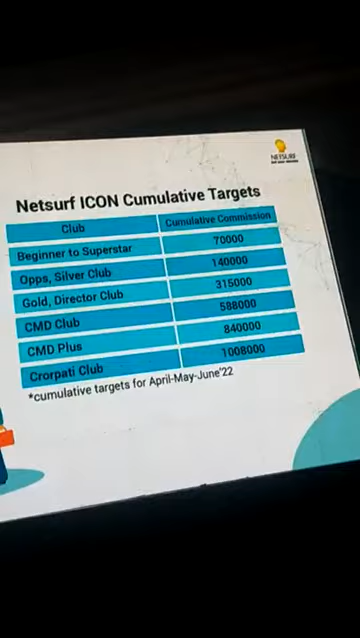 NETSURF
Netsurf ICON Cumulative Targets
Club Cumulative Commission
Beginner to Superstar 70000
Opps, Silver Club 140000
Gold, Director Club 315000
CMD Club 588000
CMD Plus 840000
Crorpati Club 1008000
*cumulative targets for April-May-June'22